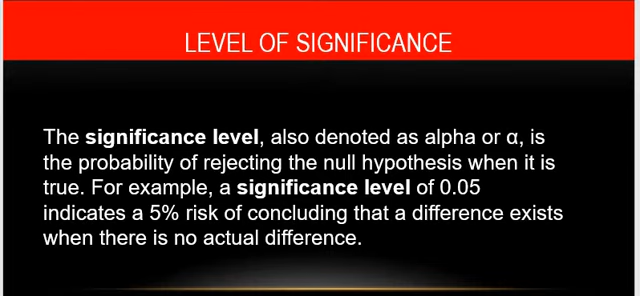 LEVEL OF SIGNIFICANCE
The significance level, also denoted as alpha or α, is
the probability of rejecting the null hypothesis when it is
true. For example, a significance level of 0.05
indicates a 5% risk of concluding that a difference exists
when there is no actual difference.